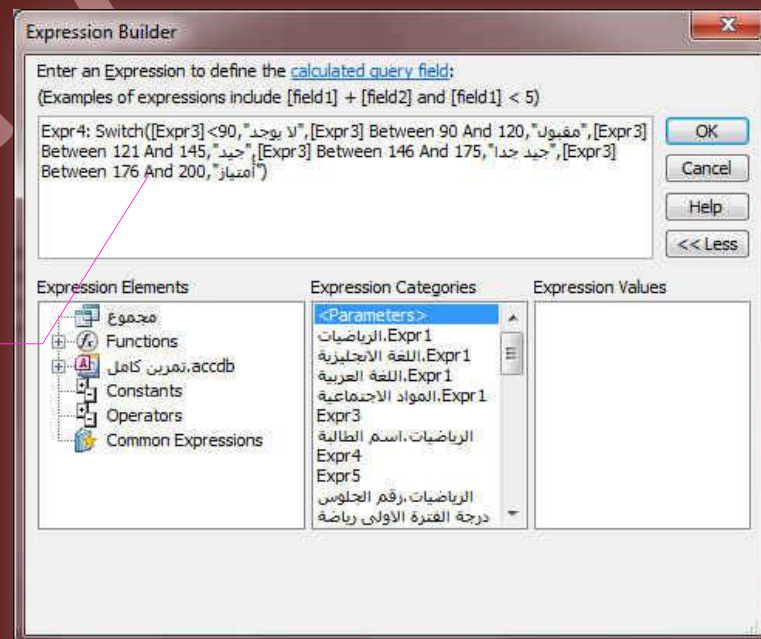 Expression Builder
Enter an Expression to define the calculated query field:
(Examples of expressions include [field1] + [field2] and [field1] < 5)
Expr4: Switch([Expr3]<90,"لا يوجد",[Expr3] Between 90 And 120,"مقبول",[Expr3]
Between 121 And 145,"جيد",[Expr3] Between 146 And 175,"جيد جدا",[Expr3]
Between 176 And 200,"أمتياز")
OK
Cancel
Help
<< Less
Expression Elements
مجموع
Functions
تمرين كامل.accdb
Constants
Operators
Common Expressions
Expression Categories
<Parameters>
الرياضيات.Expr1
اللغة الانجليزية.Expr1
اللغة العربية.Expr1
المواد الاجتماعية.Expr1
Expr3
الرياضيات.اسم الطالبة
Expr4
Expr5
الرياضيات.رقم الجلوس
درجة الفترة الاولى رياضة
Expression Values